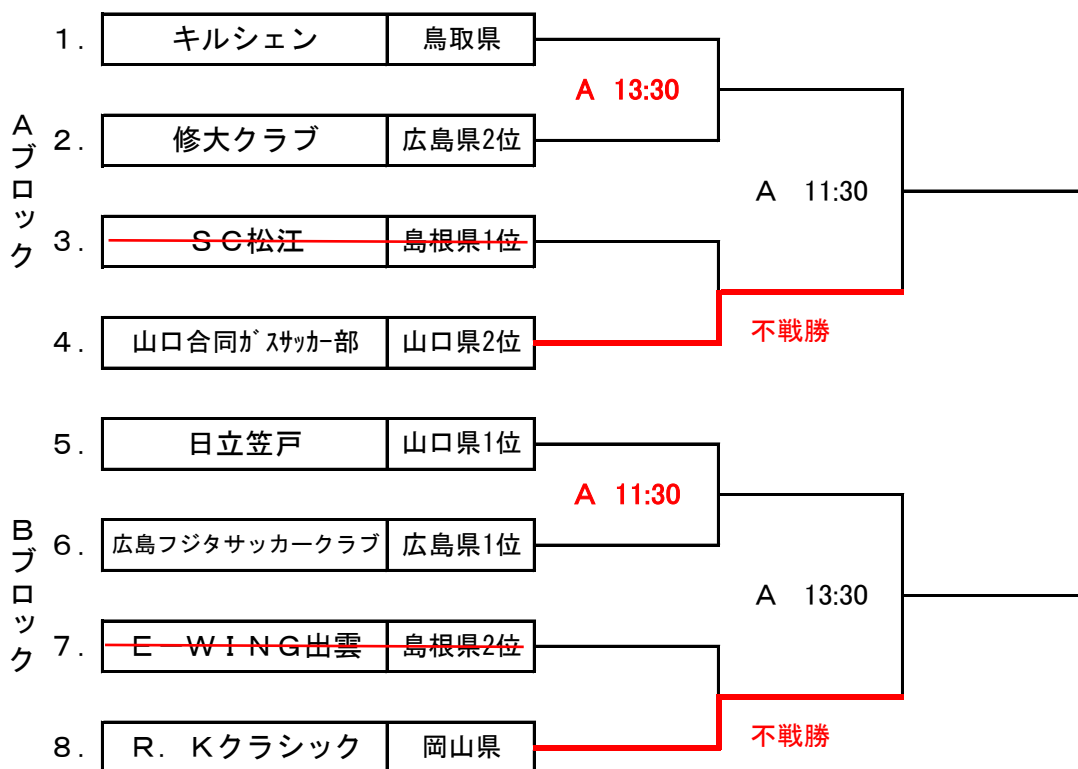 1. キルシェン 鳥取県
A 13:30
Aブロック
2. 修大クラブ 広島県2位
A 11:30
3. SC松江 島根県1位
不戦勝
4. 山口合同ガスサッカー部 山口県2位
5. 日立笠戸 山口県1位
A 11:30
Bブロック
6. 広島フジタサッカークラブ 広島県1位
A 13:30
7. E-WING出雲 島根県2位
不戦勝
8. R.Kクラシック 岡山県